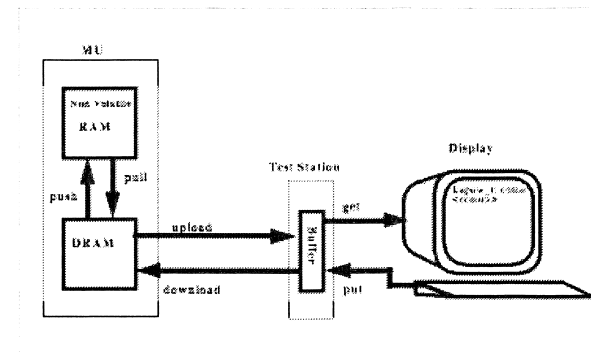 MU
Non Volatile
RAM
push
pull
Test Station
Display
DRAM
upload
Buffer
get
download
put